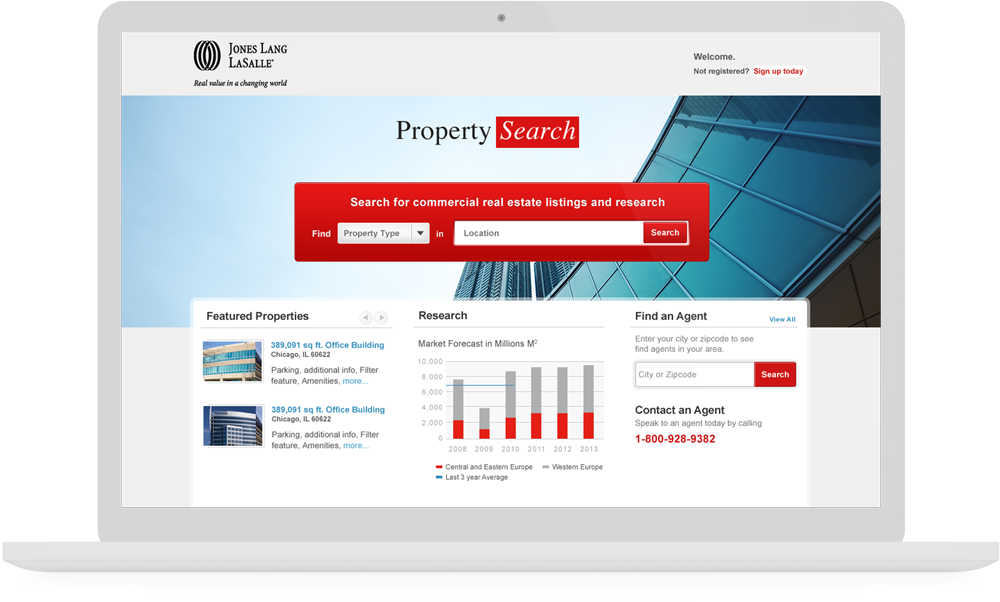 JONES LANG
LASALLE®
Real value in a changing world
Welcome.
Not registered? Sign up today
Property Search
Search for commercial real estate listings and research
Find Property Type in Location Search
Featured Properties
389,091 sq ft. Office Building
Chicago, IL 60622
Parking, additional info, Filter
feature, Amenities, more...
389,091 sq ft. Office Building
Chicago, IL 60622
Parking, additional info, Filter
feature, Amenities, more...
Research
Market Forecast in Millions M²
10,000
8,000
6,000
4,000
2,000
0
2008 2009 2010 2011 2012 2013
Central and Eastern Europe Western Europe
Last 3 year Average
Find an Agent View All
Enter your city or zipcode to see
find agents in your area.
City or Zipcode Search
Contact an Agent
Speak to an agent today by calling
1-800-928-9382